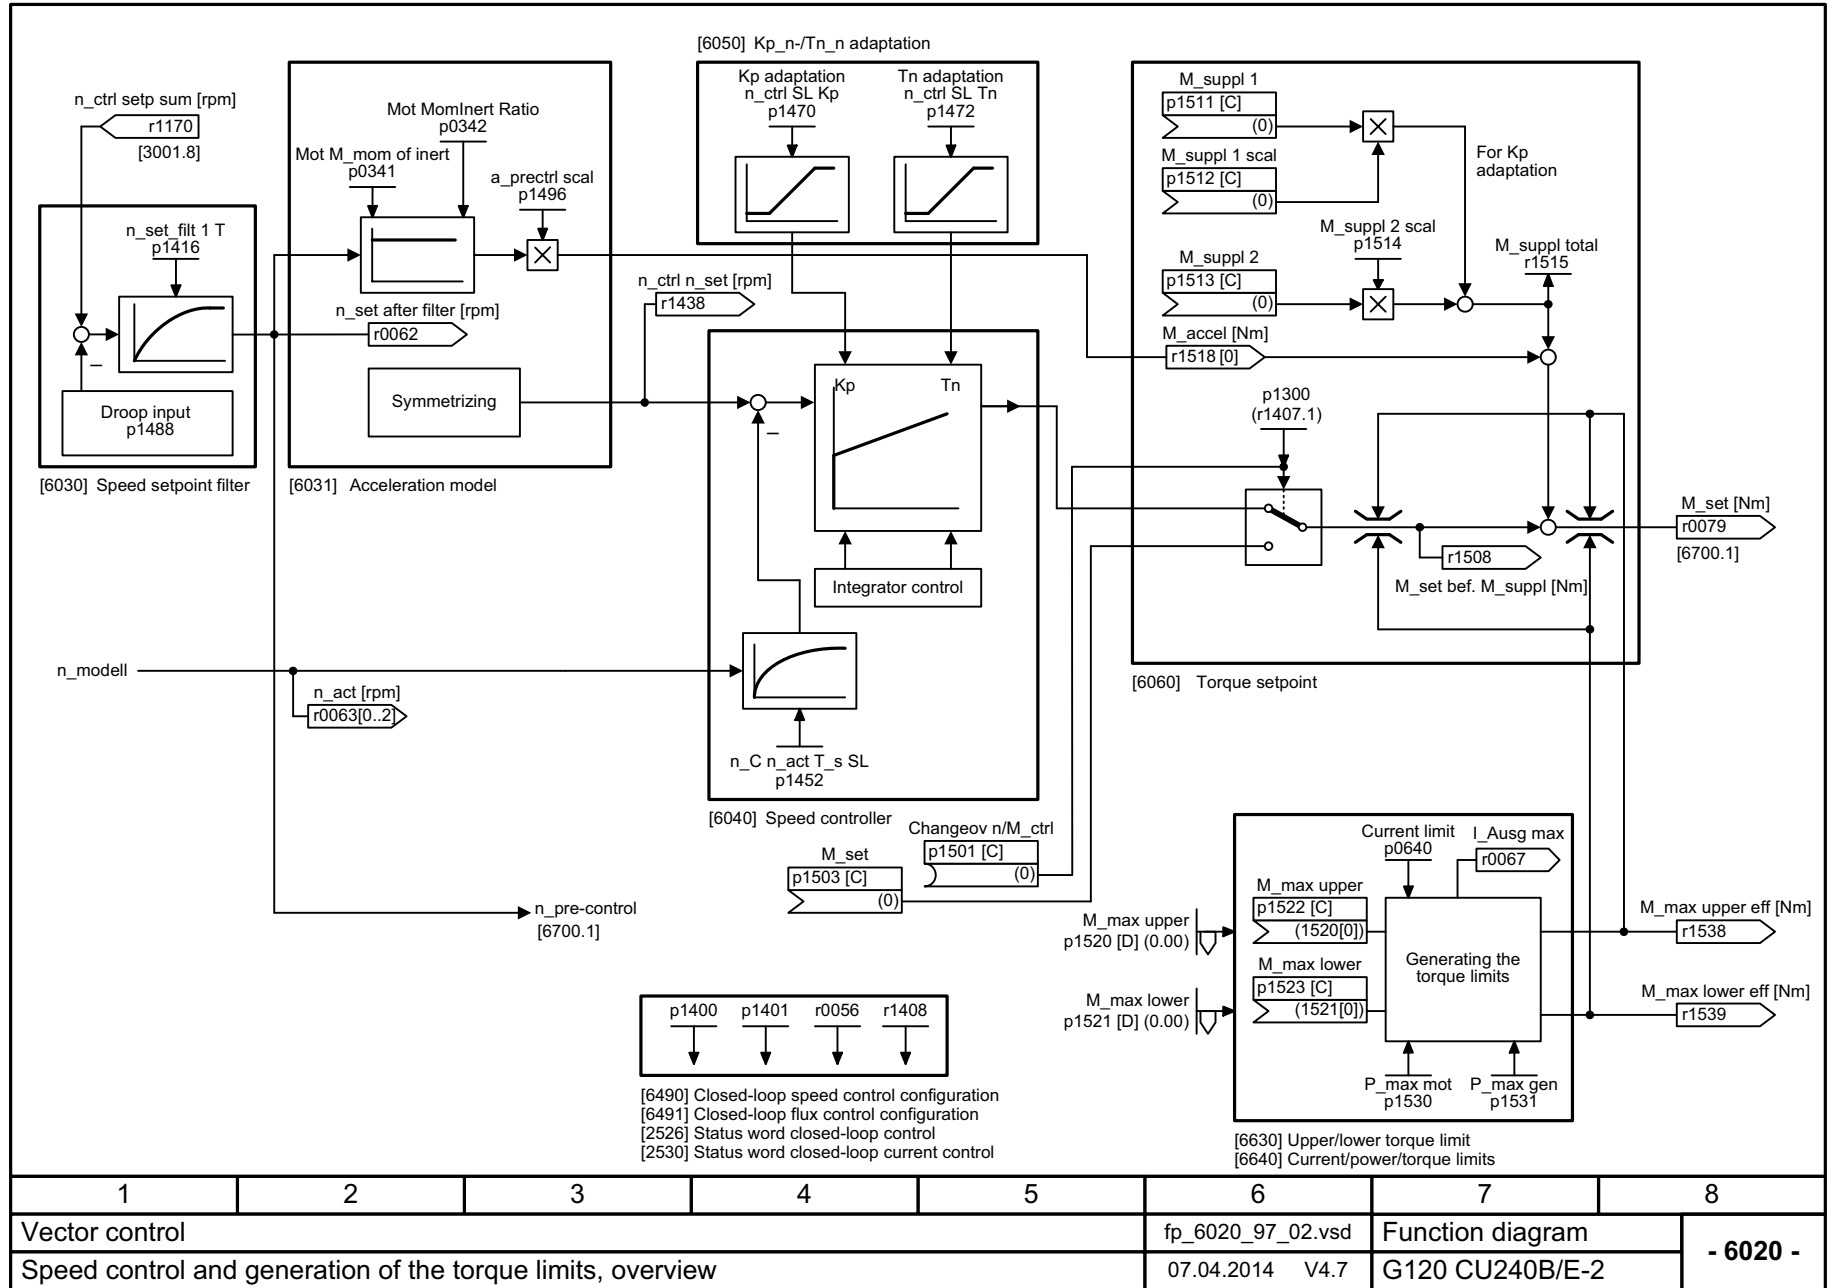 [6050] Kp_n-/Tn_n adaptation
n_ctrl setp sum [rpm]
r1170
[3001.8]
n_set_filt 1 T
p1416
–
Droop input
p1488
[6030] Speed setpoint filter
Mot MomInert Ratio
p0342
Mot M_mom of inert
p0341
a_prectrl scal
p1496
n_set after filter [rpm]
r0062
Symmetrizing
[6031] Acceleration model
Kp adaptation
n_ctrl SL Kp
p1470
Tn adaptation
n_ctrl SL Tn
p1472
n_ctrl n_set [rpm]
r1438
–
Kp
Tn
Integrator control
n_C n_act T_s SL
p1452
[6040] Speed controller
n_modell
n_act [rpm]
r0063[0..2]
n_pre-control
[6700.1]
M_suppl 1
p1511 [C]
(0)
M_suppl 1 scal
p1512 [C]
(0)
For Kp
adaptation
M_suppl 2 scal
p1514
M_suppl 2
p1513 [C]
(0)
M_suppl total
r1515
M_accel [Nm]
r1518 [0]
p1300
(r1407.1)
r1508
M_set bef. M_suppl [Nm]
M_set [Nm]
r0079
[6700.1]
[6060] Torque setpoint
M_set
p1503 [C]
(0)
Changeov n/M_ctrl
p1501 [C]
(0)
M_max upper
p1520 [D] (0.00)
M_max lower
p1521 [D] (0.00)
Current limit
p0640
I_Ausg max
r0067
M_max upper
p1522 [C]
(1520[0])
M_max lower
p1523 [C]
(1521[0])
Generating the
torque limits
P_max mot
p1530
P_max gen
p1531
M_max upper eff [Nm]
r1538
M_max lower eff [Nm]
r1539
[6630] Upper/lower torque limit
[6640] Current/power/torque limits
p1400 p1401 r0056 r1408
[6490] Closed-loop speed control configuration
[6491] Closed-loop flux control configuration
[2526] Status word closed-loop control
[2530] Status word closed-loop current control
1 2 3 4 5 6 7 8
Vector control
fp_6020_97_02.vsd
Function diagram
- 6020 -
Speed control and generation of the torque limits, overview
07.04.2014 V4.7
G120 CU240B/E-2